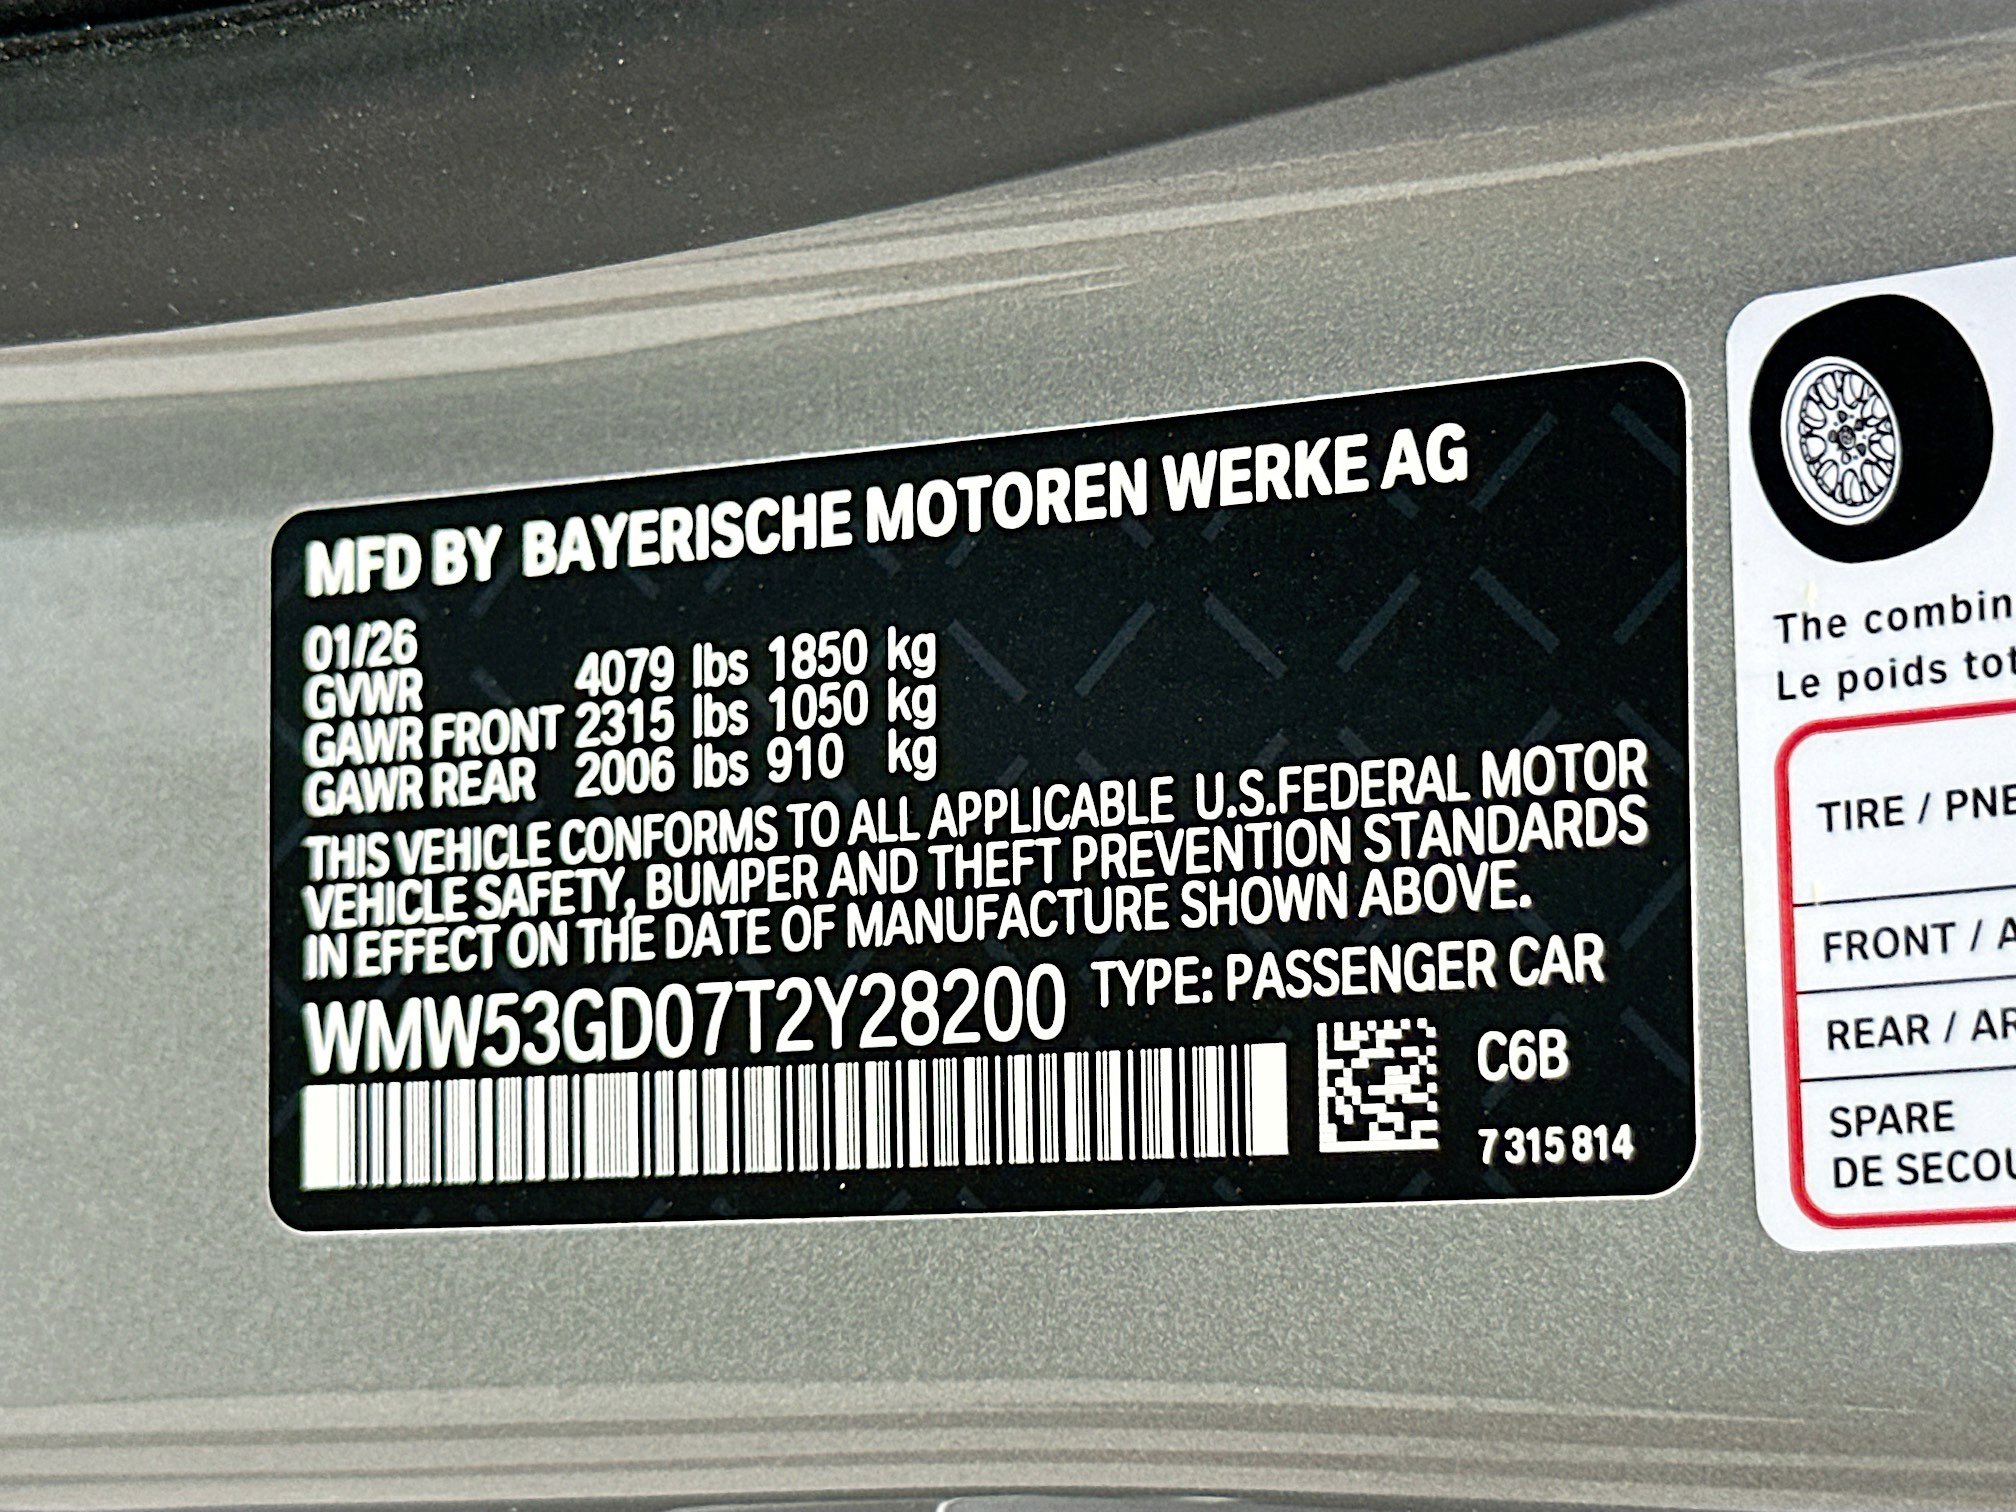 MFD BY BAYERISCHE MOTOREN WERKE AG
01/26
GVWR 4079 lbs 1850 kg
GAWR FRONT 2315 lbs 1050 kg
GAWR REAR 2006 lbs 910 kg
THIS VEHICLE CONFORMS TO ALL APPLICABLE U.S.FEDERAL MOTOR
VEHICLE SAFETY, BUMPER AND THEFT PREVENTION STANDARDS
IN EFFECT ON THE DATE OF MANUFACTURE SHOWN ABOVE.
WMW53GD07T2Y28200 TYPE: PASSENGER CAR
C6B
7 315 814
The combin
Le poids tot
TIRE / PNE
FRONT / A
REAR / AR
SPARE
DE SECOU